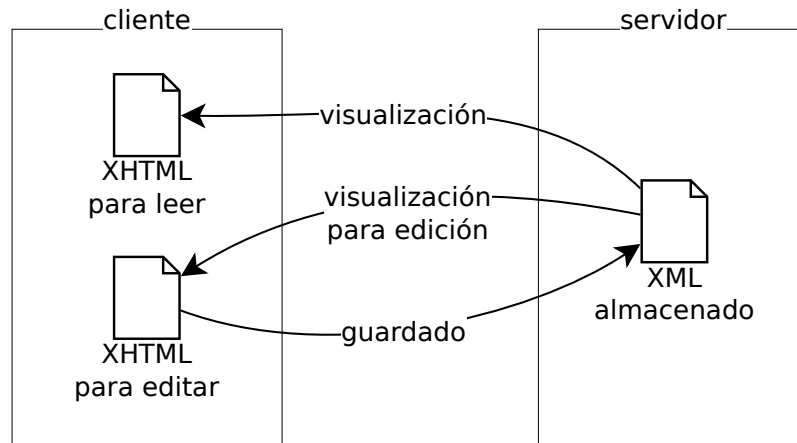 cliente
servidor
visualización
XHTML
para leer
visualización
para edición
XML
almacenado
guardado
XHTML
para editar